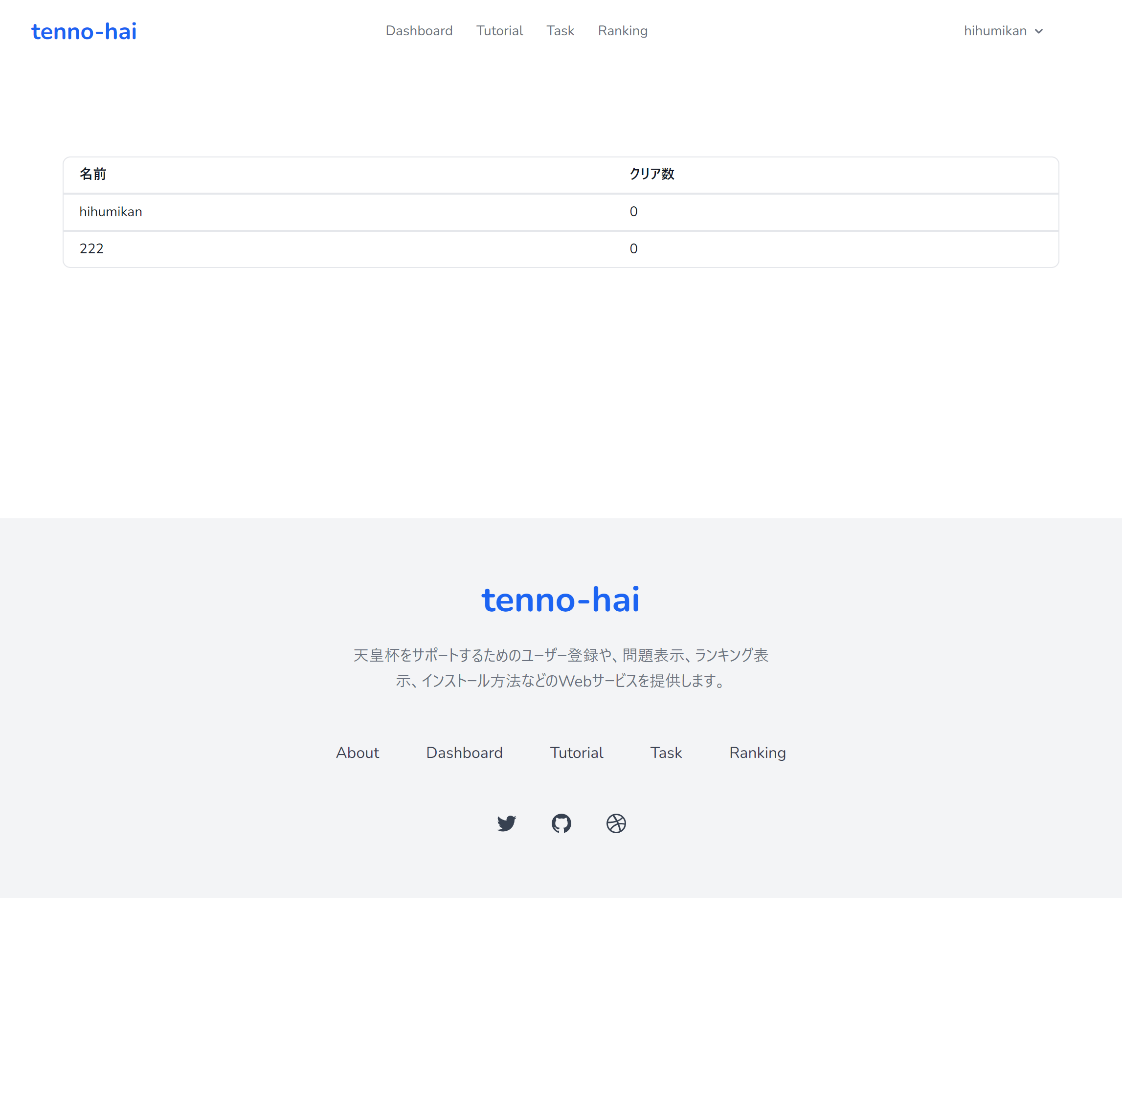 tenno-hai
Dashboard Tutorial Task Ranking
hihumikan
名前 クリア数
hihumikan 0
222 0
tenno-hai
天皇杯をサポートするためのユーザー登録や、問題表示、ランキング表
示、インストール方法などのWebサービスを提供します。
About Dashboard Tutorial Task Ranking